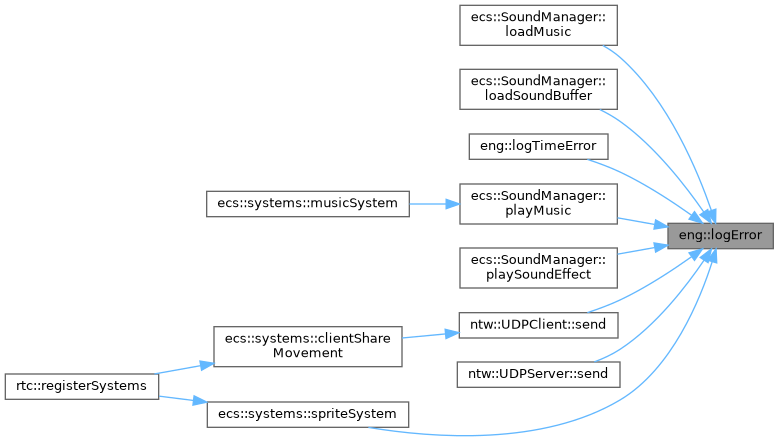 ecs::SoundManager::
loadMusic
ecs::SoundManager::
loadSoundBuffer
eng::logTimeError
ecs::systems::musicSystem
ecs::SoundManager::
playMusic
eng::logError
ecs::SoundManager::
playSoundEffect
ntw::UDPClient::send
ecs::systems::clientShare
Movement
ntw::UDPServer::send
rtc::registerSystems
ecs::systems::spriteSystem